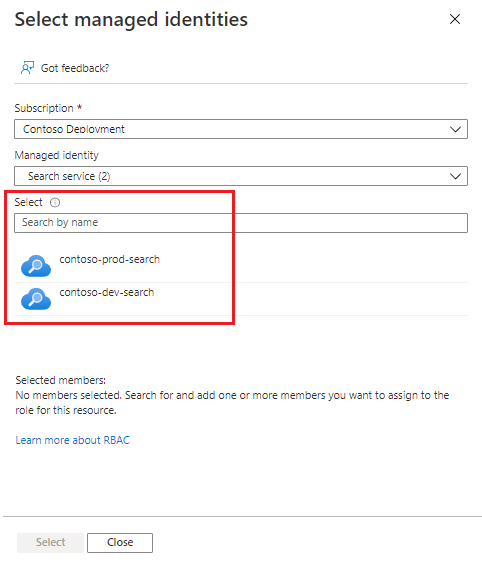 Select managed identities
Got feedback?
Subscription *
Contoso Deployment
Managed identity
Search service (2)
Select
Search by name
contoso-prod-search
contoso-dev-search
Selected members:
No members selected. Search for and add one or more members you want to assign to the
role for this resource.
Learn more about RBAC
Select
Close